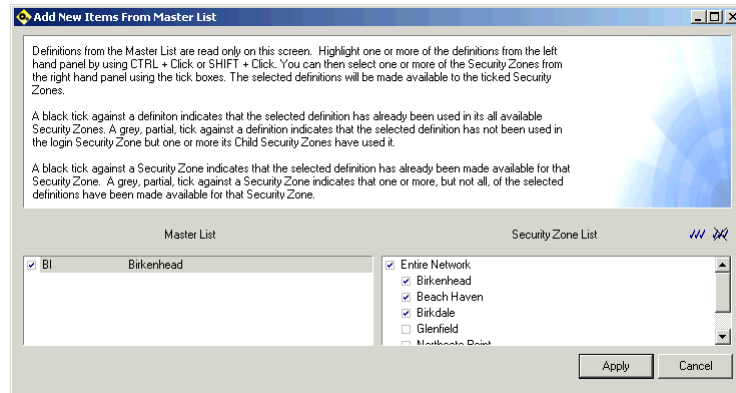 Add New Items From Master List
Definitions from the Master List are read only on this screen.  Highlight one or more of the definitions from the left
hand panel by using CTRL + Click or SHIFT + Click. You can then select one or more of the Security Zones from
the right hand panel using the tick boxes. The selected definitions will be made available to the ticked Security
Zones.
A black tick against a definiton indicates that the selected definition has already been used in its all available
Security Zones. A grey, partial, tick against a definition indicates that the selected definition has not been used in
the login Security Zone but one or more its Child Security Zones have used it.
A black tick against a Security Zone indicates that the selected definition has already been made available for that
Security Zone.  A grey, partial, tick against a Security Zone indicates that one or more, but not all, of the selected
definitions have been made available for that Security Zone.
Master List
Security Zone List
BI Birkenhead
Entire Network
Birkenhead
Beach Haven
Birkdale
Glenfield
Northcote Point
Apply Cancel